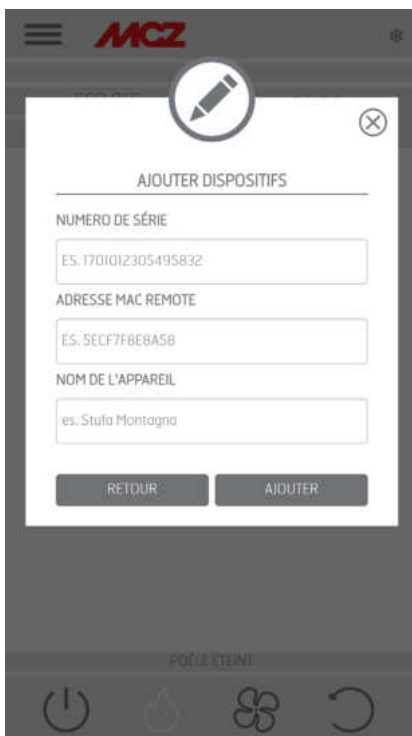 MCZ
AJOUTER DISPOSITIFS
NUMERO DE SÉRIE
ES. 1701012305495832
ADRESSE MAC REMOTE
ES. 5ECF7F8E8A58
NOM DE L'APPAREIL
es. Stufa Montagna
RETOUR AJOUTER
POÊLE ÉTEINT